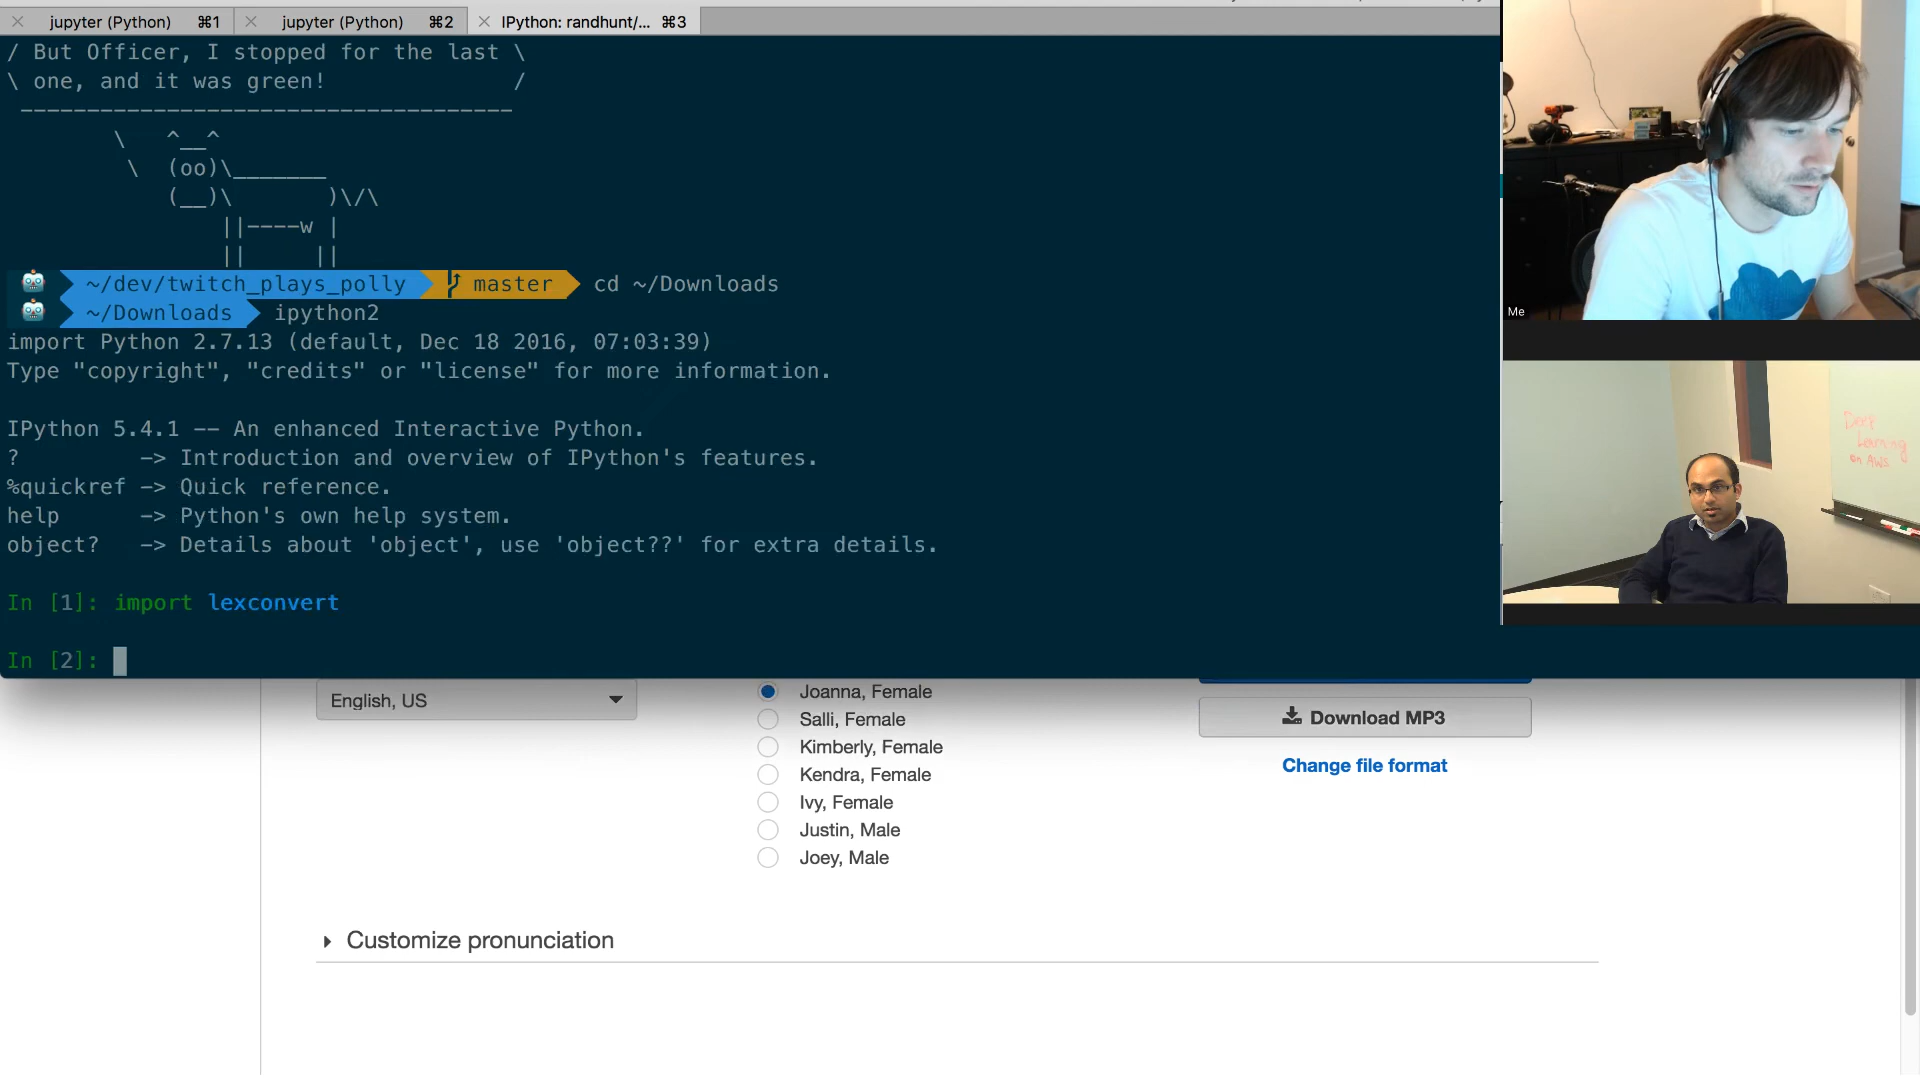 jupyter (Python) ⌘1 jupyter (Python) ⌘2 IPython: randhunt/... ⌘3
/ But Officer, I stopped for the last \
\ one, and it was green! /
-------------------------------------
\ ^__^
\ (oo)\_______
(__)\ )\/\
||----w |
|| ||
~/dev/twitch_plays_polly master cd ~/Downloads
~/Downloads ipython2
import Python 2.7.13 (default, Dec 18 2016, 07:03:39)
Type "copyright", "credits" or "license" for more information.
IPython 5.4.1 -- An enhanced Interactive Python.
? -> Introduction and overview of IPython's features.
%quickref -> Quick reference.
help -> Python's own help system.
object? -> Details about 'object', use 'object??' for extra details.
In [1]: import lexconvert
In [2]:
Me
Deep
Learning
on AWS
English, US
Joanna, Female
Salli, Female
Kimberly, Female
Kendra, Female
Ivy, Female
Justin, Male
Joey, Male
Download MP3
Change file format
Customize pronunciation